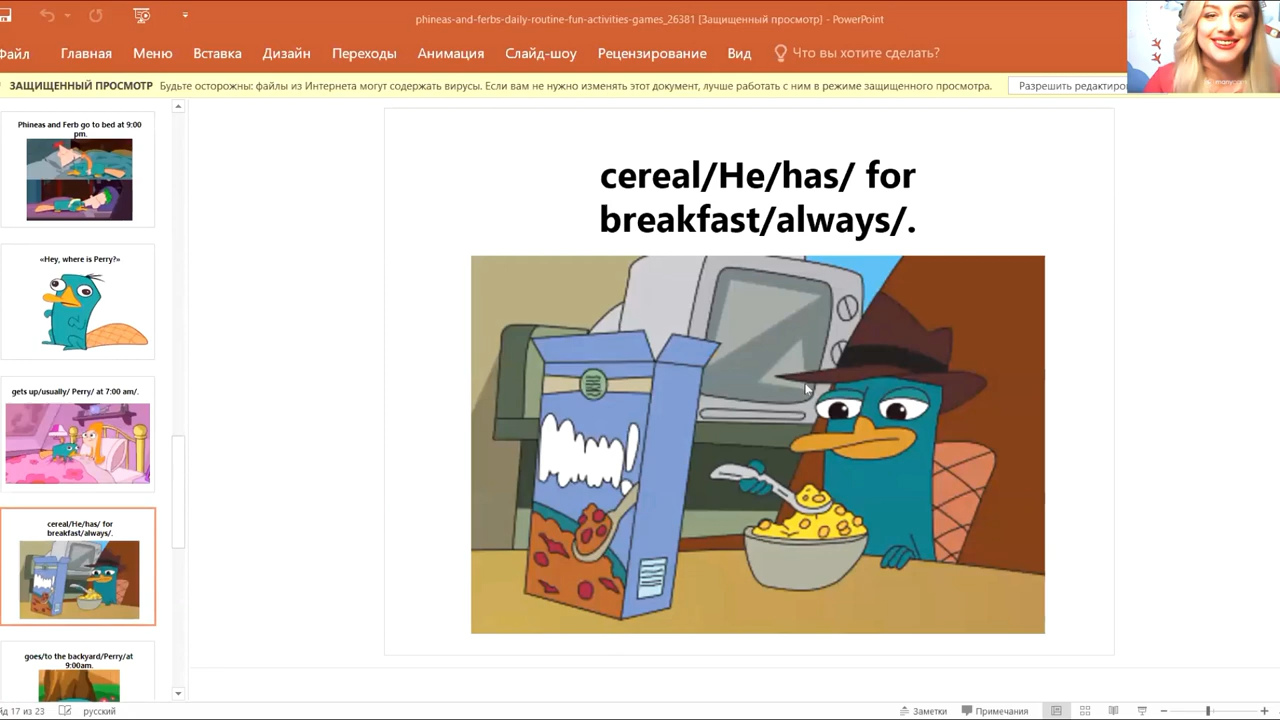 phineas-and-ferbs-daily-routine-fun-activities-games_26381 [Защищенный просмотр] - PowerPoint
Файл Главная Меню Вставка Дизайн Переходы Анимация Слайд-шоу Рецензирование Вид Что вы хотите сделать?
ЗАЩИЩЕННЫЙ ПРОСМОТР Будьте осторожны: файлы из Интернета могут содержать вирусы. Если вам не нужно изменять этот документ, лучше работать с ним в режиме защищенного просмотра. Разрешить редактиро
Phineas and Ferb go to bed at 9:00
pm.
«Hey, where is Perry?»
gets up/usually/ Perry/ at 7:00 am/.
cereal/He/has/ for
breakfast/always/.
goes/to the backyard/Perry/at
9:00am.
cereal/He/has/ for
breakfast/always/.
йд 17 из 23 русский Заметки Примечания